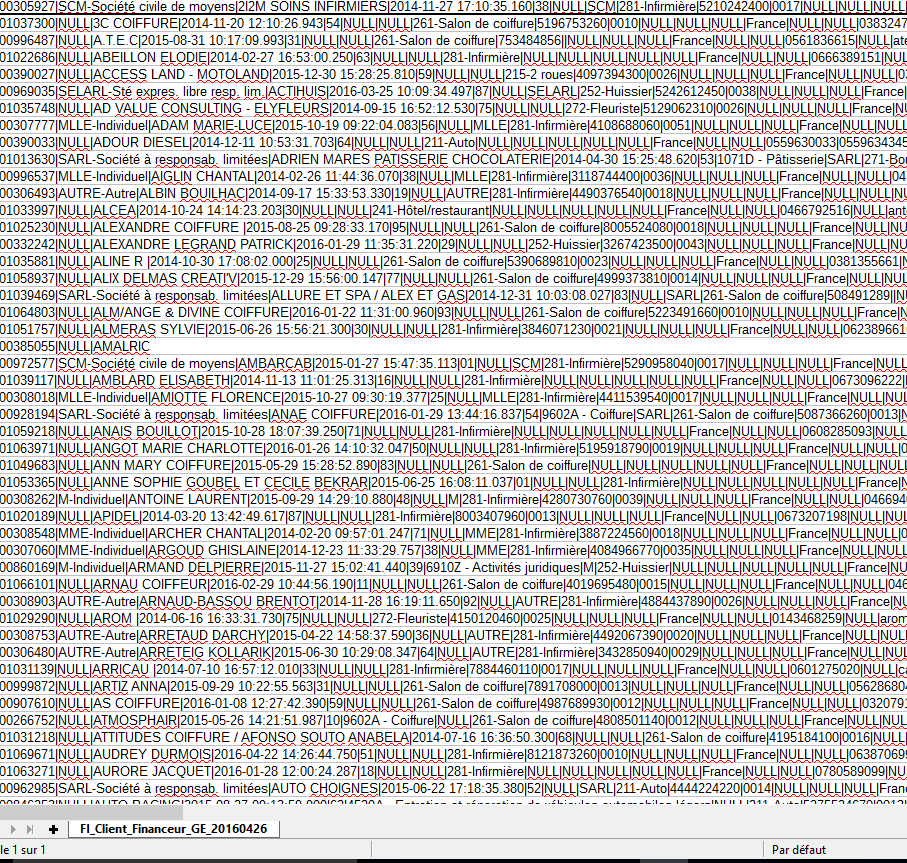 00305927|SCM-Société civile de moyens|2I2M SOINS INFIRMIERS|2014-11-27 17:10:35.160|38|NULL|SCM|281-Infirmière|5210242400|0017|NULL|NULL|NULL|
01037300|NULL|3C COIFFURE|2014-11-20 12:10:26.943|54|NULL|NULL|261-Salon de coiffure|5196753260|0010|NULL|NULL|NULL|France|NULL|NULL|0383247
00996487|NULL|A.T.E.C|2015-08-31 10:17:09.993|31|NULL|NULL|261-Salon de coiffure|753484856||NULL|NULL|NULL|France|NULL|NULL|0561836615|NULL|ate
01022686|NULL|ABEILLON ELODIE|2014-02-27 16:53:00.250|63|NULL|NULL|281-Infirmière|NULL|NULL|NULL|NULL|NULL|France|NULL|NULL|0666389151|NULL
00390027|NULL|ACCESS LAND - MOTOLAND|2015-12-30 15:28:25.810|59|NULL|NULL|215-2 roues|4097394300|0026|NULL|NULL|NULL|France|NULL|NULL|03
00969035|SELARL-Sté expres. libre resp. lim.|ACTIHUIS|2016-03-25 10:09:34.497|87|NULL|SELARL|252-Huissier|5242612450|0038|NULL|NULL|NULL|France|
01035748|NULL|AD VALUE CONSULTING - ELYFLEURS|2014-09-15 16:52:12.530|75|NULL|NULL|272-Fleuriste|5129062310|0026|NULL|NULL|NULL|France|
00307777|MLLE-Individuel|ADAM MARIE-LUCE|2015-10-19 09:22:04.083|56|NULL|MLLE|281-Infirmière|4108688060|0051|NULL|NULL|NULL|France|NULL|
00390033|NULL|ADOUR DIESEL|2014-12-11 10:53:31.703|64|NULL|NULL|211-Auto|NULL|NULL|NULL|NULL|NULL|France|NULL|NULL|0559630033|0559634345
01013630|SARL-Société à responsab. limitées|ADRIEN MARES PATISSERIE CHOCOLATERIE|2014-04-30 15:25:48.620|53|1071D - Pâtisserie|SARL|271-Bou
00996537|MLLE-Individuel|AIGLIN CHANTAL|2014-02-26 11:44:36.070|38|NULL|MLLE|281-Infirmière|3118744400|0036|NULL|NULL|NULL|France|NULL|NULL|04
00306493|AUTRE-Autre|ALBIN BOUILHAC|2014-09-17 15:33:53.330|19|NULL|AUTRE|281-Infirmière|4490376540|0018|NULL|NULL|NULL|France|NULL|NULL
01033997|NULL|ALCEA|2014-10-24 14:14:23.203|30|NULL|NULL|241-Hôtel/restaurant|NULL|NULL|NULL|NULL|NULL|France|NULL|NULL|0466792516|NULL|ant
01025230|NULL|ALEXANDRE COIFFURE |2015-08-25 09:28:33.170|95|NULL|NULL|261-Salon de coiffure|8005524080|0018|NULL|NULL|NULL|France|NULL
00332242|NULL|ALEXANDRE LEGRAND PATRICK|2016-01-29 11:35:31.220|29|NULL|NULL|252-Huissier|3267423500|0043|NULL|NULL|NULL|France|NULL|
01035881|NULL|ALINE R |2014-10-30 17:08:02.000|25|NULL|NULL|261-Salon de coiffure|5390689810|0023|NULL|NULL|NULL|France|NULL|NULL|0381355661|N
01058937|NULL|ALIX DELMAS CREATI'V|2015-12-29 15:56:00.147|77|NULL|NULL|261-Salon de coiffure|4999373810|0014|NULL|NULL|NULL|France|NULL|
01039469|SARL-Société à responsab. limitées|ALLURE ET SPA / ALEX ET GAS|2014-12-31 10:03:08.027|83|NULL|SARL|261-Salon de coiffure|508491289||NU
01064803|NULL|ALM/ANGE & DIVINE COIFFURE|2016-01-22 11:31:00.960|93|NULL|NULL|261-Salon de coiffure|5223491660|0010|NULL|NULL|NULL|France|N
01051757|NULL|ALMERAS SYLVIE|2015-06-26 15:56:21.300|30|NULL|NULL|281-Infirmière|3846071230|0021|NULL|NULL|NULL|France|NULL|NULL|062389661
00385055|NULL|AMALRIC
00972577|SCM-Société civile de moyens|AMBARCAB|2015-01-27 15:47:35.113|01|NULL|SCM|281-Infirmière|5290958040|0017|NULL|NULL|NULL|France|NULL
01039117|NULL|AMBLARD ELISABETH|2014-11-13 11:01:25.313|16|NULL|NULL|281-Infirmière|NULL|NULL|NULL|NULL|NULL|France|NULL|NULL|0673096222|
00308018|MLLE-Individuel|AMIOTTE FLORENCE|2015-10-27 09:30:19.377|25|NULL|MLLE|281-Infirmière|4411539540|0017|NULL|NULL|NULL|France|NULL|
00928194|SARL-Société à responsab. limitées|ANAE COIFFURE|2016-01-29 13:44:16.837|54|9602A - Coiffure|SARL|261-Salon de coiffure|5087366260|0013|N
01059218|NULL|ANAIS BOUILLOT|2015-10-28 18:07:39.250|71|NULL|NULL|281-Infirmière|NULL|NULL|NULL|NULL|NULL|France|NULL|NULL|0608285093|NULL
01063971|NULL|ANGOT MARIE CHARLOTTE|2016-01-26 14:10:32.047|50|NULL|NULL|281-Infirmière|5195918790|0019|NULL|NULL|NULL|France|NULL|NULL|0
01049683|NULL|ANN MARY COIFFURE|2015-05-29 15:28:52.890|83|NULL|NULL|261-Salon de coiffure|NULL|NULL|NULL|NULL|NULL|France|NULL|NULL|0
01053365|NULL|ANNE SOPHIE GOUBEL ET CECILE BEKRAR|2015-06-25 16:08:11.037|01|NULL|NULL|281-Infirmière|NULL|NULL|NULL|NULL|NULL|France|N
00308262|M-Individuel|ANTOINE LAURENT|2015-09-29 14:29:10.880|48|NULL|M|281-Infirmière|4280730760|0039|NULL|NULL|NULL|France|NULL|NULL|046694
01020189|NULL|APIDEL|2014-03-20 13:42:49.617|87|NULL|NULL|281-Infirmière|8003407960|0013|NULL|NULL|NULL|France|NULL|NULL|0673207198|NULL|NUL
00308548|MME-Individuel|ARCHER CHANTAL|2014-02-20 09:57:01.247|71|NULL|MME|281-Infirmière|3887224560|0018|NULL|NULL|NULL|France|NULL|NULL|0
00307060|MME-Individuel|ARGOUD GHISLAINE|2014-12-23 11:33:29.757|38|NULL|MME|281-Infirmière|4084966770|0035|NULL|NULL|NULL|France|NULL|NU
00860169|M-Individuel|ARMAND DELPIERRE|2015-11-27 15:02:41.440|39|6910Z - Activités juridiques|M|252-Huissier|NULL|NULL|NULL|NULL|NULL|France|NUL
01066101|NULL|ARNAU COIFFEUR|2016-02-29 10:44:56.190|11|NULL|NULL|261-Salon de coiffure|4019695480|0015|NULL|NULL|NULL|France|NULL|NULL|046
00308903|AUTRE-Autre|ARNAUD-BASSOU BRENTOT|2014-11-28 16:19:11.650|92|NULL|AUTRE|281-Infirmière|4884437890|0026|NULL|NULL|NULL|France|NU
01029290|NULL|AROM |2014-06-16 16:33:31.730|75|NULL|NULL|272-Fleuriste|4150120460|0025|NULL|NULL|NULL|France|NULL|NULL|0143468259|NULL|arom
00308753|AUTRE-Autre|ARRETAUD DARCHY|2015-04-22 14:58:37.590|36|NULL|AUTRE|281-Infirmière|4492067390|0020|NULL|NULL|NULL|France|NULL|NUL
00306480|AUTRE-Autre|ARRETEIG KOLLARIK|2015-06-30 10:29:08.347|64|NULL|AUTRE|281-Infirmière|3432850940|0029|NULL|NULL|NULL|France|NULL|NU
01031139|NULL|ARRICAU |2014-07-10 16:57:12.010|33|NULL|NULL|281-Infirmière|7884460110|0017|NULL|NULL|NULL|France|NULL|NULL|0601275020|NULL|ca
00999872|NULL|ARTIZ ANNA|2015-09-29 10:22:55.563|31|NULL|NULL|261-Salon de coiffure|7891708000|0013|NULL|NULL|NULL|France|NULL|NULL|05628680
00907610|NULL|AS COIFFURE|2016-01-08 12:27:42.390|59|NULL|NULL|261-Salon de coiffure|4987689930|0012|NULL|NULL|NULL|France|NULL|NULL|0320791
00266752|NULL|ATMOSPHAIR|2015-05-26 14:21:51.987|10|9602A - Coiffure|NULL|261-Salon de coiffure|4808501140|0012|NULL|NULL|NULL|France|NULL|NUL
01031218|NULL|ATTITUDES COIFFURE / AFONSO SOUTO ANABELA|2014-07-16 16:36:50.300|68|NULL|NULL|261-Salon de coiffure|4195184100|0016|NUL
01069671|NULL|AUDREY DURMOIS|2016-04-22 14:26:44.750|51|NULL|NULL|281-Infirmière|8121873260|0010|NULL|NULL|NULL|France|NULL|NULL|06387069
01063271|NULL|AURORE JACQUET|2016-01-28 12:00:24.287|18|NULL|NULL|281-Infirmière|NULL|NULL|NULL|NULL|NULL|France|NULL|NULL|0780589099|NU
00962985|SARL-Société à responsab. limitées|AUTO CHOIGNES|2015-06-22 17:18:35.380|52|NULL|SARL|211-Auto|4444224220|0014|NULL|NULL|NULL|Franc
FI_Client_Financeur_GE_20160426
le 1 sur 1
Par défaut